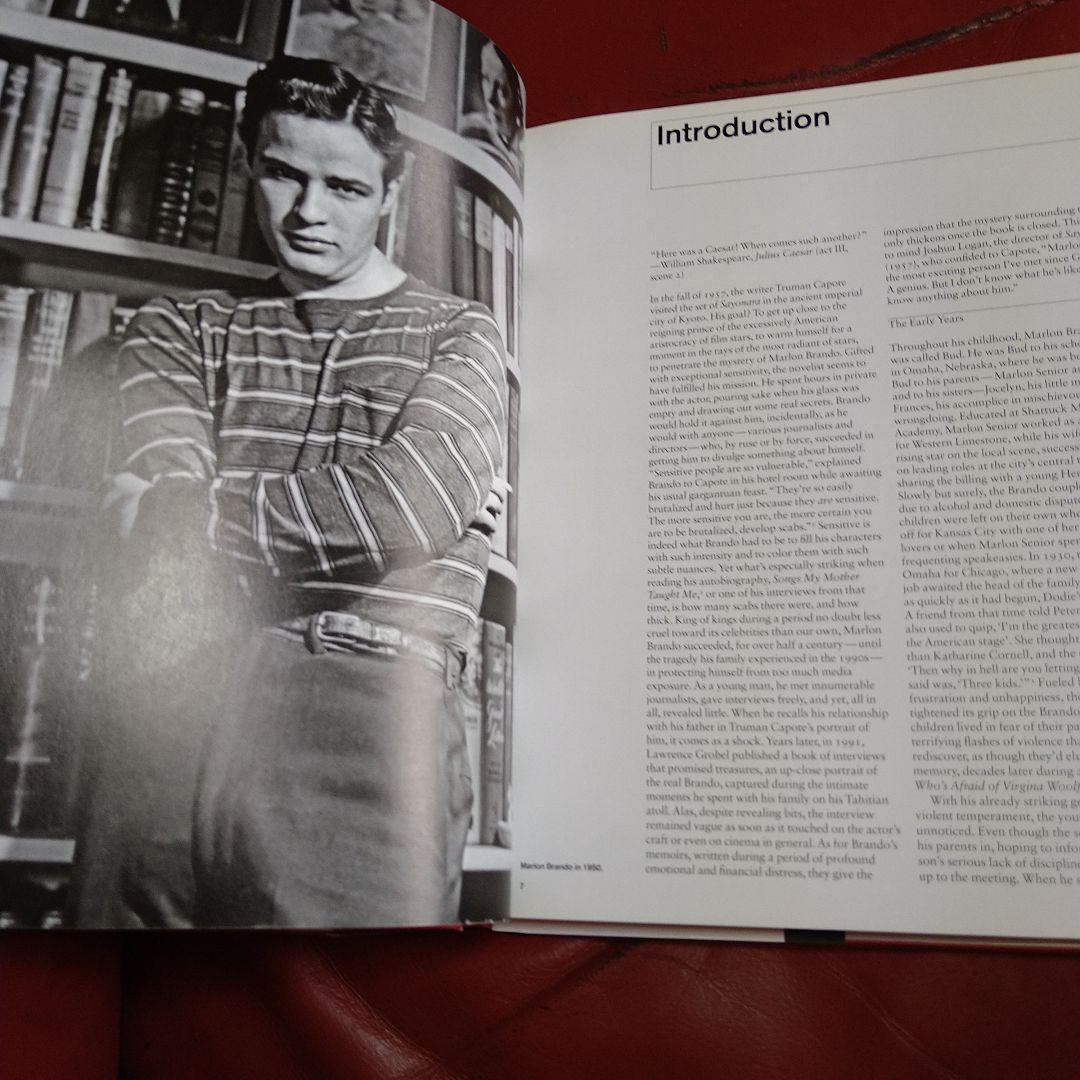 Introduction
"Here was a Caesar! When comes such another?"
—William Shakespeare, Julius Caesar (act III,
scene 2)
In the fall of 1957, the writer Truman Capote
visited the set of Sayonara in the ancient imperial
city of Kyoto. His goal? To get up close to the
reigning prince of the excessively American
aristocracy of film stars, to warm himself for a
moment in the rays of the most radiant of stars,
to penetrate the mystery of Marlon Brando. Gifted
with exceptional sensitivity, the novelist seems to
have fulfilled his mission. He spent hours in private
with the actor, pouring sake when his glass was
empty and drawing out some real secrets. Brando
would hold it against him, incidentally, as he
would with anyone—various journalists and
directors—who, by ruse or by force, succeeded in
getting him to divulge something about himself.
"Sensitive people are so vulnerable," explained
Brando to Capote in his hotel room while awaiting
his usual gargantuan feast. "They're so easily
brutalized and hurt just because they are sensitive.
The more sensitive you are, the more certain you
are to be brutalized, develop scabs."¹ Sensitive is
indeed what Brando had to be to fill his characters
with such intensity and to color them with such
subtle nuances. Yet what's especially striking when
reading his autobiography, Songs My Mother
Taught Me,² or one of his interviews from that
time, is how many scabs there were, and how
thick. King of kings during a period no doubt less
cruel toward its celebrities than our own, Marlon
Brando succeeded, for over half a century—until
the tragedy his family experienced in the 1990s—
in protecting himself from too much media
exposure. As a young man, he met innumerable
journalists, gave interviews freely, and yet, all in
all, revealed little. When he recalls his relationship
with his father in Truman Capote's portrait of
him, it comes as a shock. Years later, in 1991,
Lawrence Grobel published a book of interviews
that promised treasures, an up-close portrait of
the real Brando, captured during the intimate
moments he spent with his family on his Tahitian
atoll. Alas, despite revealing bits, the interview
remained vague as soon as it touched on the actor's
craft or even on cinema in general. As for Brando's
memoirs, written during a period of profound
emotional and financial distress, they give the
impression that the mystery surrounding
only thickens once the book is closed.
to mind Joshua Logan, the director of
(1957), who confided to Capote,
the most exciting person I've met since
A genius. But I don't know what he's
know anything about him."
The Early Years
Throughout his childhood, Marlon
was called Bud. He was Bud to his
in Omaha, Nebraska, where he was
Bud to his parents—Marlon Senior
and to his sisters—Jocelyn, his little
Frances, his accomplice in
wrongdoing. Educated at Shattuck
Academy, Marlon Senior worked as
for Western Limestone, while his
rising star on the local scene,
on leading roles at the city's central
sharing the billing with a young
Slowly but surely, the Brando
due to alcohol and domestic
children were left on their own
off for Kansas City with one of her
lovers or when Marlon Senior
frequenting speakeasies. In 1930,
Omaha for Chicago, where a new
job awaited the head of the family
as quickly as it had begun,
A friend from that time told
also used to quip, 'I'm the
the American stage'. She thought
than Katharine Cornell, and the
'Then why in hell are you letting
said was, 'Three kids.'"³ Fueled
frustration and unhappiness,
tightened its grip on the
children lived in fear of their
terrifying flashes of violence
rediscover, as though they'd
memory, decades later during
Who's Afraid of Virgina
With his already striking
violent temperament, the
unnoticed. Even though the
his parents in, hoping to
son's serious lack of
up to the meeting. When he
Marlon Brando in 1950.
7